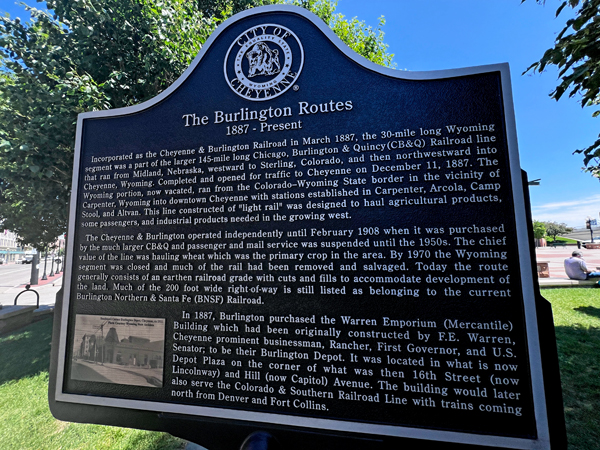 CITY OF
CHEYENNE
The Burlington Routes
1887 - Present
Incorporated as the Cheyenne & Burlington Railroad in March 1887, the 30-mile long Wyoming
segment was a part of the larger 145-mile long Chicago, Burlington & Quincy(CB&Q) Railroad line
that ran from Midland, Nebraska, westward to Sterling, Colorado, and then northwestward into
Cheyenne, Wyoming. Completed and opened for traffic to Cheyenne on December 11, 1887. The
Wyoming portion, now vacated, ran from the Colorado–Wyoming State border in the vicinity of
Carpenter, Wyoming into downtown Cheyenne with stations established in Carpenter, Arcola, Camp
Stool, and Altvan. This line constructed of "light rail" was designed to haul agricultural products,
some passengers, and industrial products needed in the growing west.
The Cheyenne & Burlington operated independently until February 1908 when it was purchased
by the much larger CB&Q and passenger and mail service was suspended until the 1950s. The chief
value of the line was hauling wheat which was the primary crop in the area. By 1970 the Wyoming
segment was closed and much of the rail had been removed and salvaged. Today the route
generally consists of an earthen railroad grade with cuts and fills to accommodate development of
the land. Much of the 200 foot wide right-of-way is still listed as belonging to the current
Burlington Northern & Santa Fe (BNSF) Railroad.
In 1887, Burlington purchased the Warren Emporium (Mercantile)
Building which had been originally constructed by F.E. Warren,
Cheyenne prominent businessman, Rancher, First Governor, and U.S.
Senator; to be their Burlington Depot. It was located in what is now
Depot Plaza on the corner of what was then 16th Street (now
Lincolnway) and Hill (now Capitol) Avenue. The building would later
also serve the Colorado & Southern Railroad Line with trains coming
north from Denver and Fort Collins.